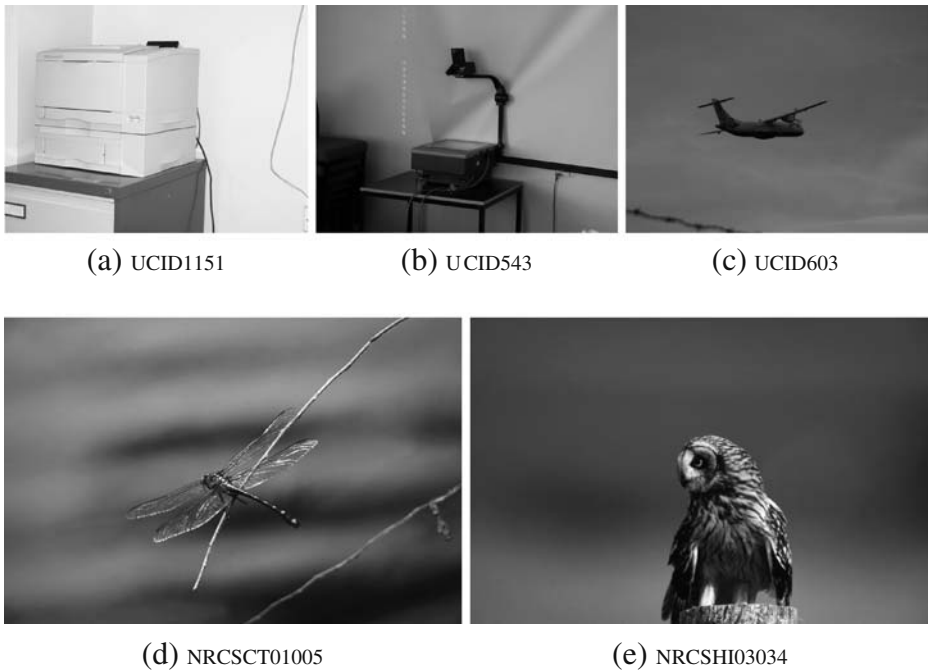 (a) UCID1151
(b) UCID543
(c) UCID603
(d) NRCSCT01005
(e) NRCSHI03034